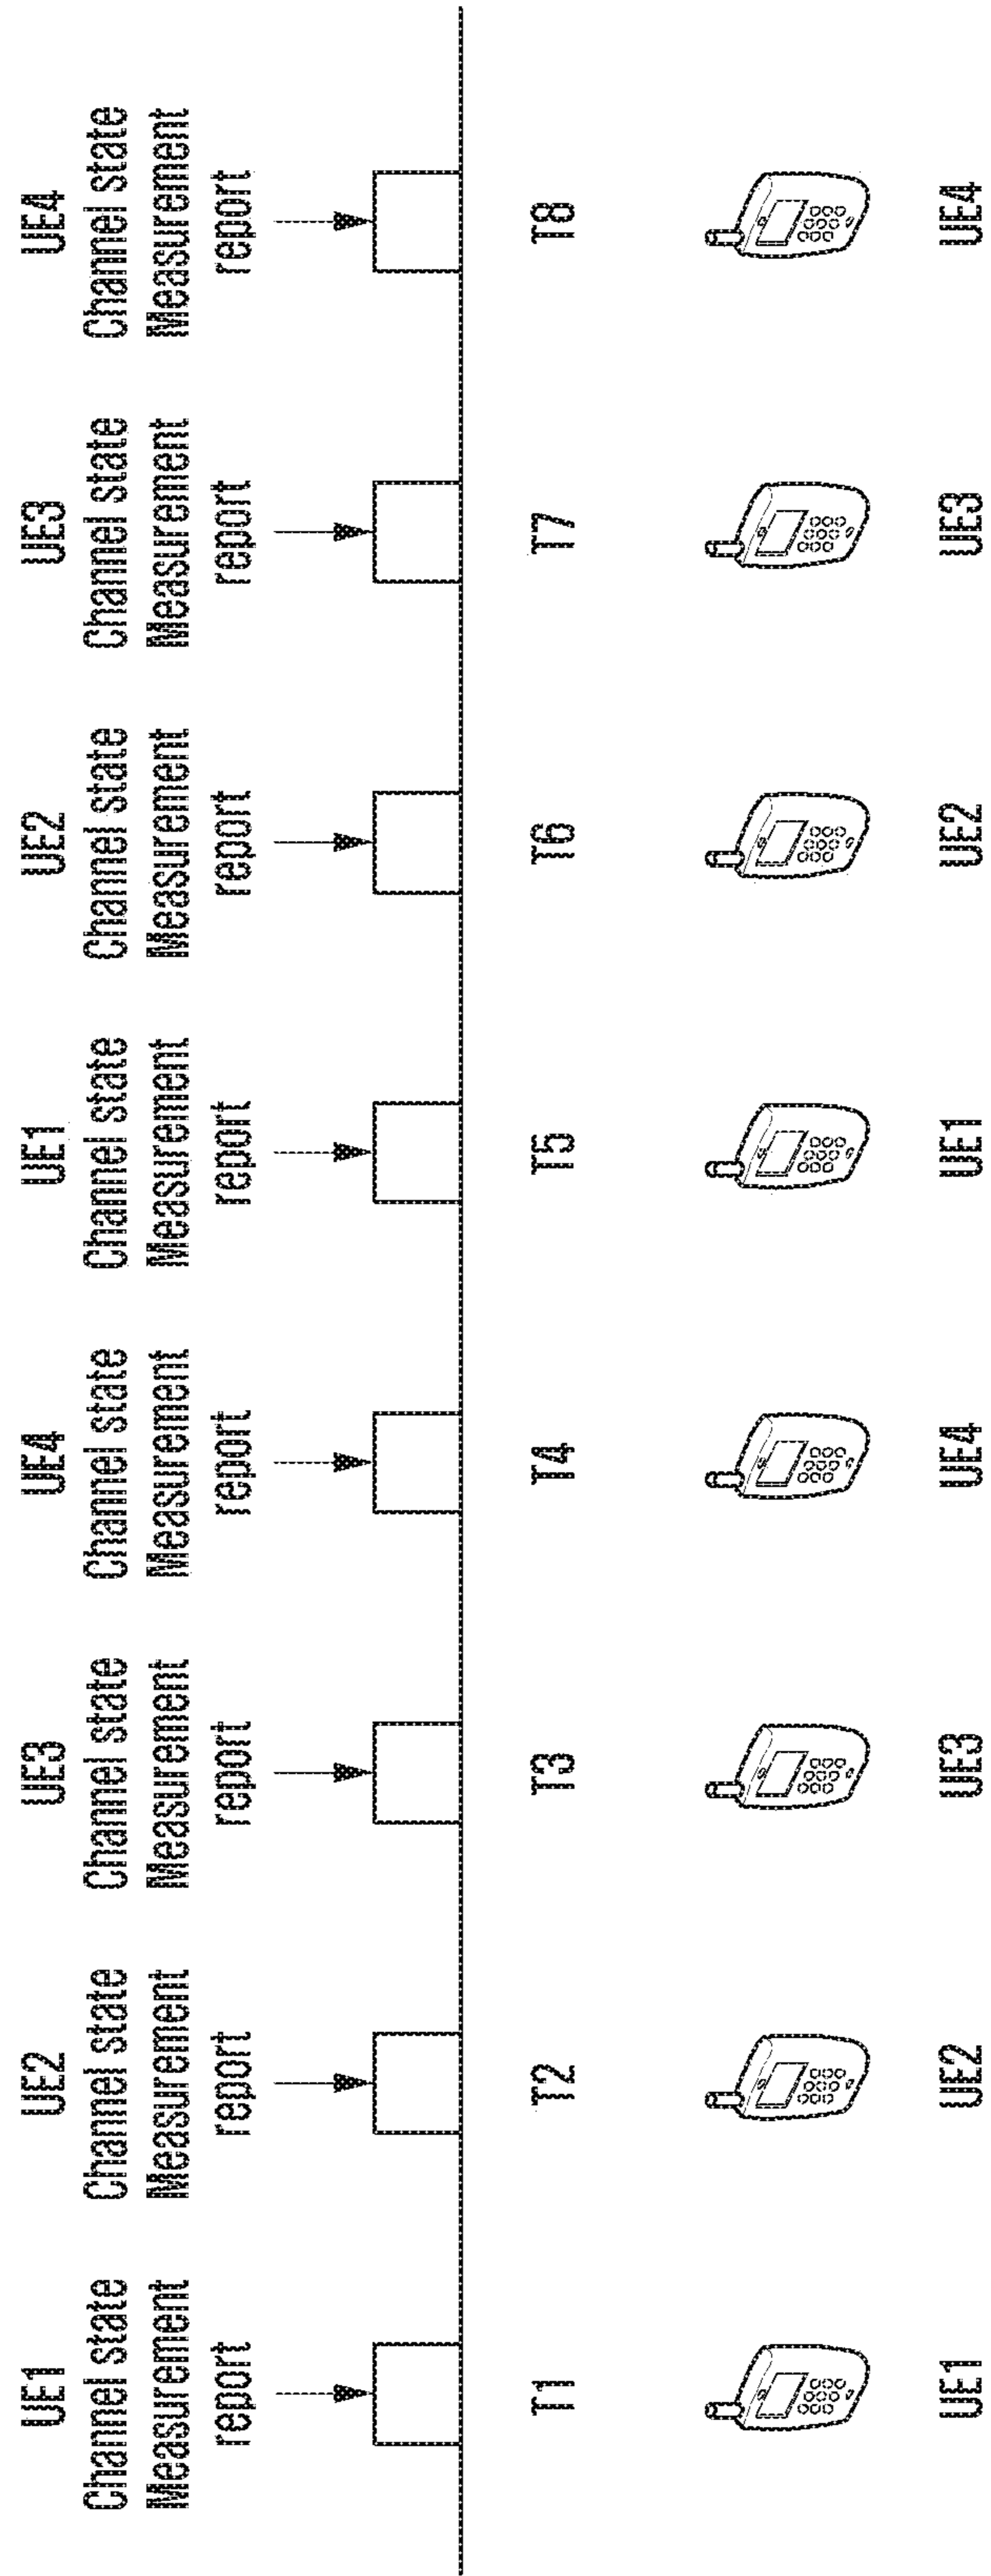 UE1
Channel state
Measurement
report
UE2
Channel state
Measurement
report
UE3
Channel state
Measurement
report
UE4
Channel state
Measurement
report
UE1
Channel state
Measurement
report
UE2
Channel state
Measurement
report
UE3
Channel state
Measurement
report
UE4
Channel state
Measurement
report
T1 T2 T3 T4 T5 T6 T7 T8
UE1 UE2 UE3 UE4 UE1 UE2 UE3 UE4